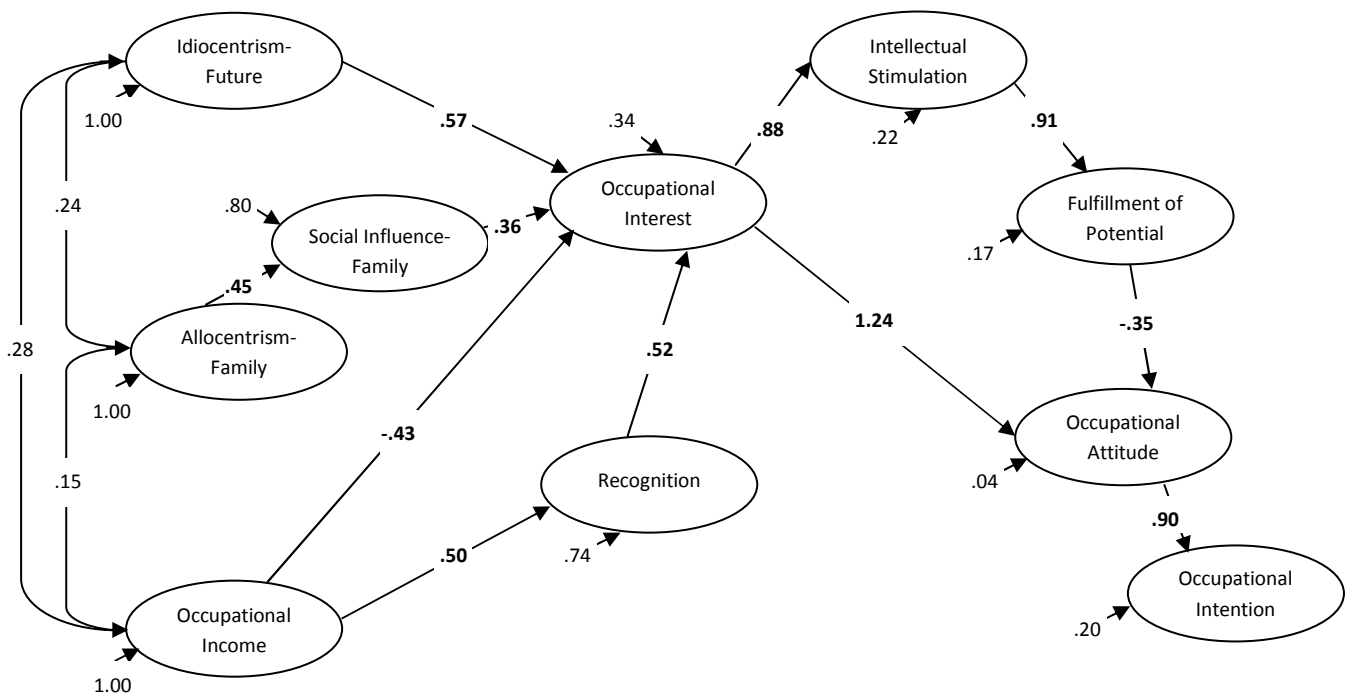 Idiocentrism-
Future
1.00
.57
.34
Intellectual
Stimulation
.88
.22
.91
Occupational
Interest
Fulfillment of
Potential
.17
.24
.80
Social Influence-
Family
.36
.45
.28
Allocentrism-
Family
1.00
1.24
-.35
.52
-.43
Occupational
Attitude
.04
.15
Recognition
.50
.74
.90
Occupational
Income
1.00
Occupational
Intention
.20